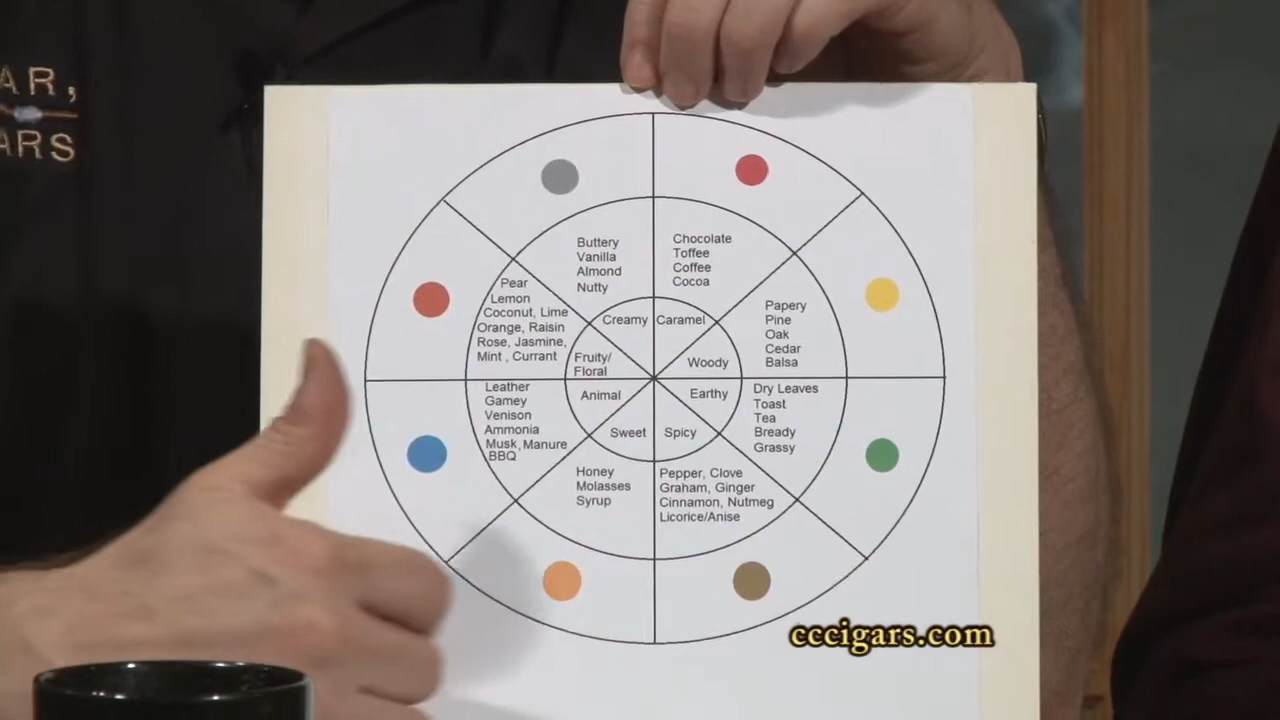 AR,
ARS
Buttery
Vanilla
Almond
Nutty
Chocolate
Toffee
Coffee
Cocoa
Pear
Lemon
Coconut, Lime
Orange, Raisin
Rose, Jasmine,
Mint , Currant
Papery
Pine
Oak
Cedar
Balsa
Creamy
Caramel
Fruity/
Floral
Woody
Animal
Earthy
Sweet
Spicy
Leather
Gamey
Venison
Ammonia
Musk, Manure
BBQ
Dry Leaves
Toast
Tea
Bready
Grassy
Honey
Molasses
Syrup
Pepper, Clove
Graham, Ginger
Cinnamon, Nutmeg
Licorice/Anise
cccigars.com